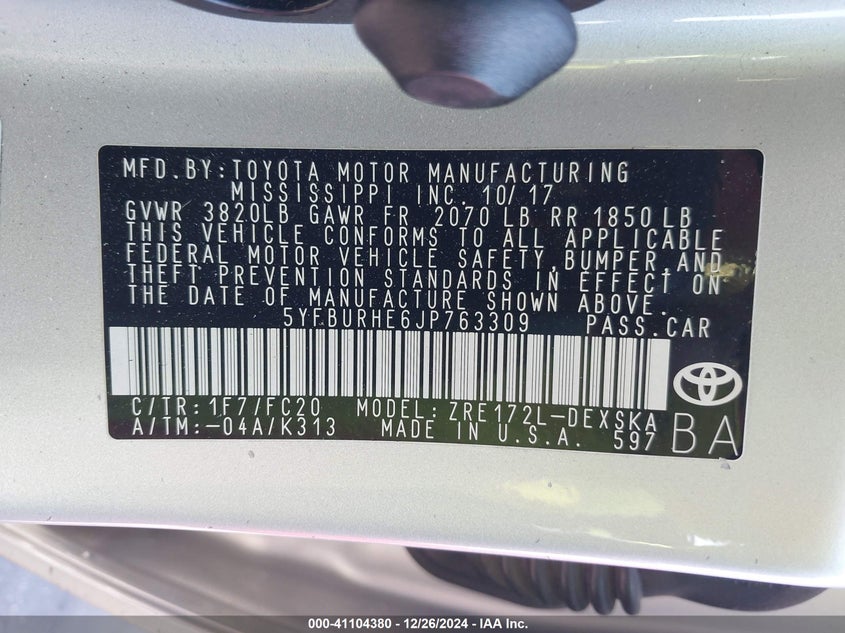 MFD.BY:TOYOTA MOTOR MANUFACTURING
MISSISSIPPI INC. 10/17
GVWR 3820LB GAWR FR 2070 LB RR 1850 LB
THIS VEHICLE CONFORMS TO ALL APPLICABLE
FEDERAL MOTOR VEHICLE SAFETY,BUMPER,AND
THEFT PREVENTION STANDARDS IN EFFECT ON
THE DATE OF MANUFACTURE SHOWN ABOVE.
5YFBURHE6JP763309 PASS.CAR
C/TR:1F7/FC20 MODEL:ZRE172L-DEXSKA
A/TM:-04A/K313 MADE IN U.S.A. 597
BA
000-41104380 - 12/26/2024 - IAA Inc.